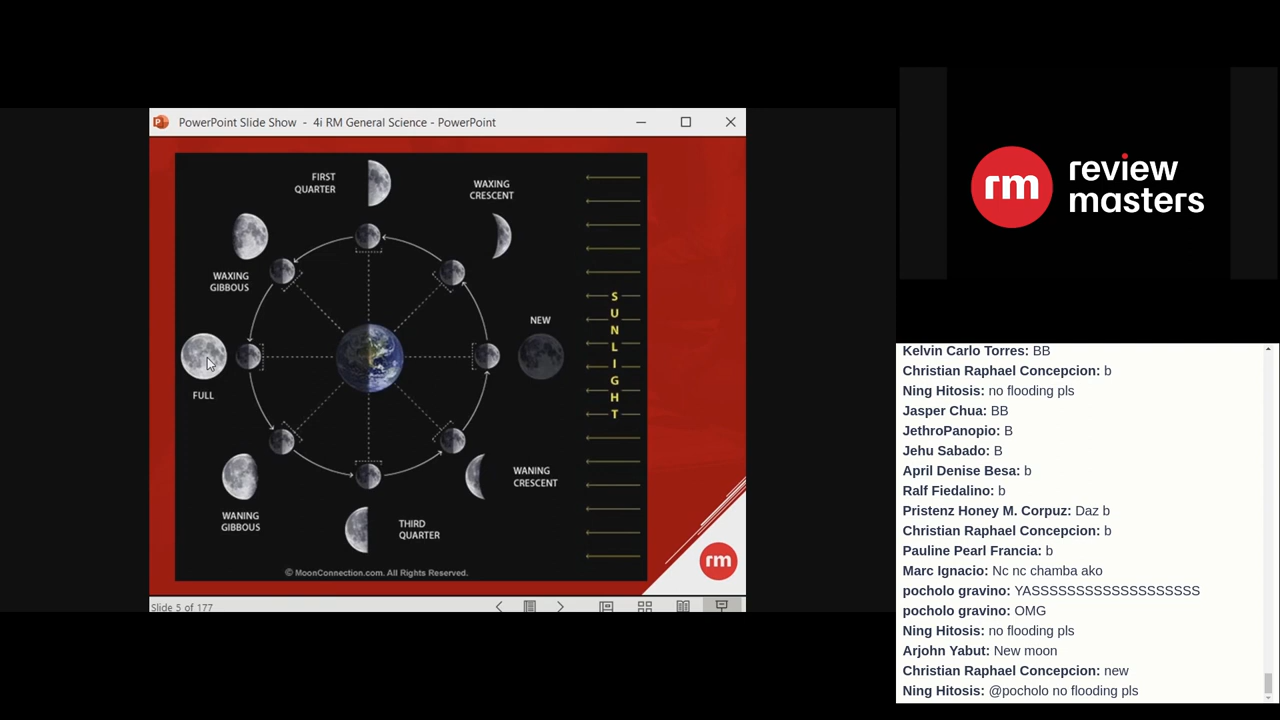 PowerPoint Slide Show - 4i RM General Science - PowerPoint
FIRST
QUARTER
WAXING
CRESCENT
WAXING
GIBBOUS
NEW
FULL
SUNLIGHT
WANING
CRESCENT
WANING
GIBBOUS
THIRD
QUARTER
© MoonConnection.com. All Rights Reserved.
rm
Slide 5 of 177
rm
review
masters
Kelvin Carlo Torres: BB
Christian Raphael Concepcion: b
Ning Hitosis: no flooding pls
Jasper Chua: BB
JethroPanopio: B
Jehu Sabado: B
April Denise Besa: b
Ralf Fiedalino: b
Pristenz Honey M. Corpuz: Daz b
Christian Raphael Concepcion: b
Pauline Pearl Francia: b
Marc Ignacio: Nc nc chamba ako
pocholo gravino: YASSSSSSSSSSSSSSSSSSS
pocholo gravino: OMG
Ning Hitosis: no flooding pls
Arjohn Yabut: New moon
Christian Raphael Concepcion: new
Ning Hitosis: @pocholo no flooding pls